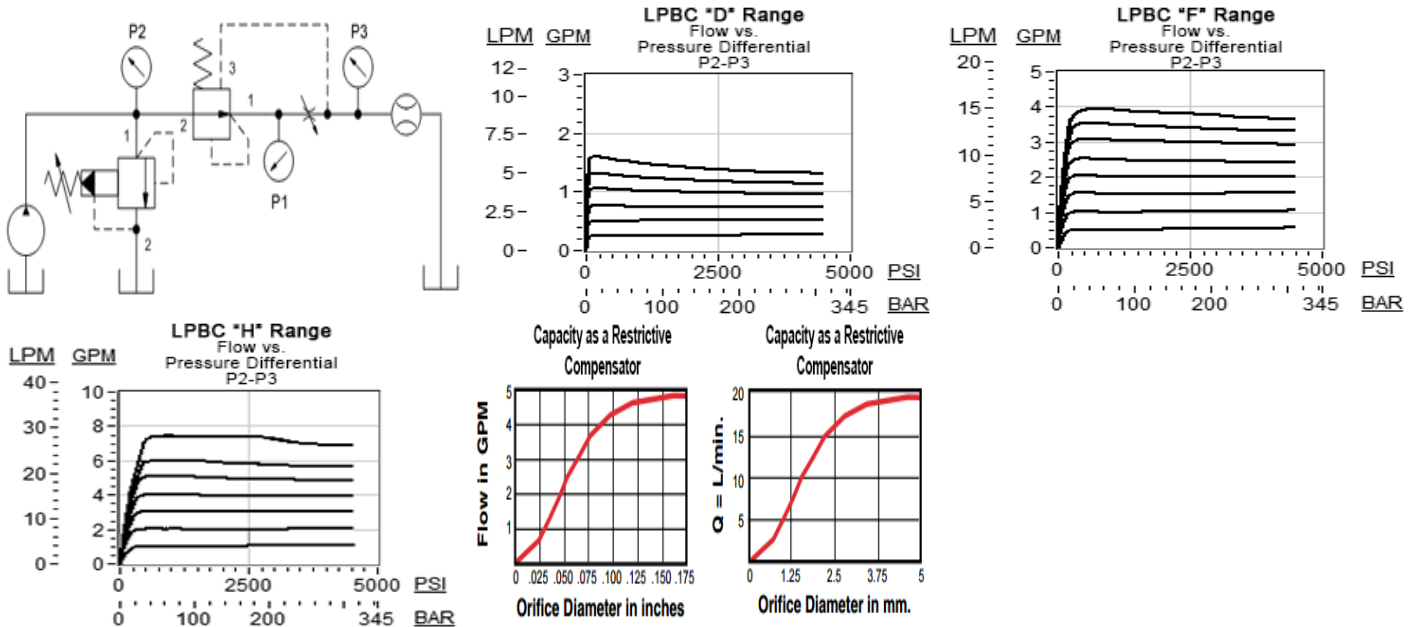 P2
P3
3
1
2
1
P1
2
LPBC "D" Range
Flow vs.
Pressure Differential
P2-P3
LPM GPM
12
10
7.5
5
2.5
0
3
2
1
0
0 2500 5000 PSI
0 100 200 345 BAR
LPBC "F" Range
Flow vs.
Pressure Differential
P2-P3
LPM GPM
20
15
10
5
0
5
4
3
2
1
0
0 2500 5000 PSI
0 100 200 345 BAR
LPBC "H" Range
Flow vs.
Pressure Differential
P2-P3
LPM GPM
40
30
20
10
0
10
8
6
4
2
0
0 2500 5000 PSI
0 100 200 345 BAR
Capacity as a Restrictive
Compensator
Flow in GPM
5
4
3
2
1
0 .025 .050 .075 .100 .125 .150 .175
Orifice Diameter in inches
Capacity as a Restrictive
Compensator
Q = L/min.
20
15
10
5
0 1.25 2.5 3.75 5
Orifice Diameter in mm.